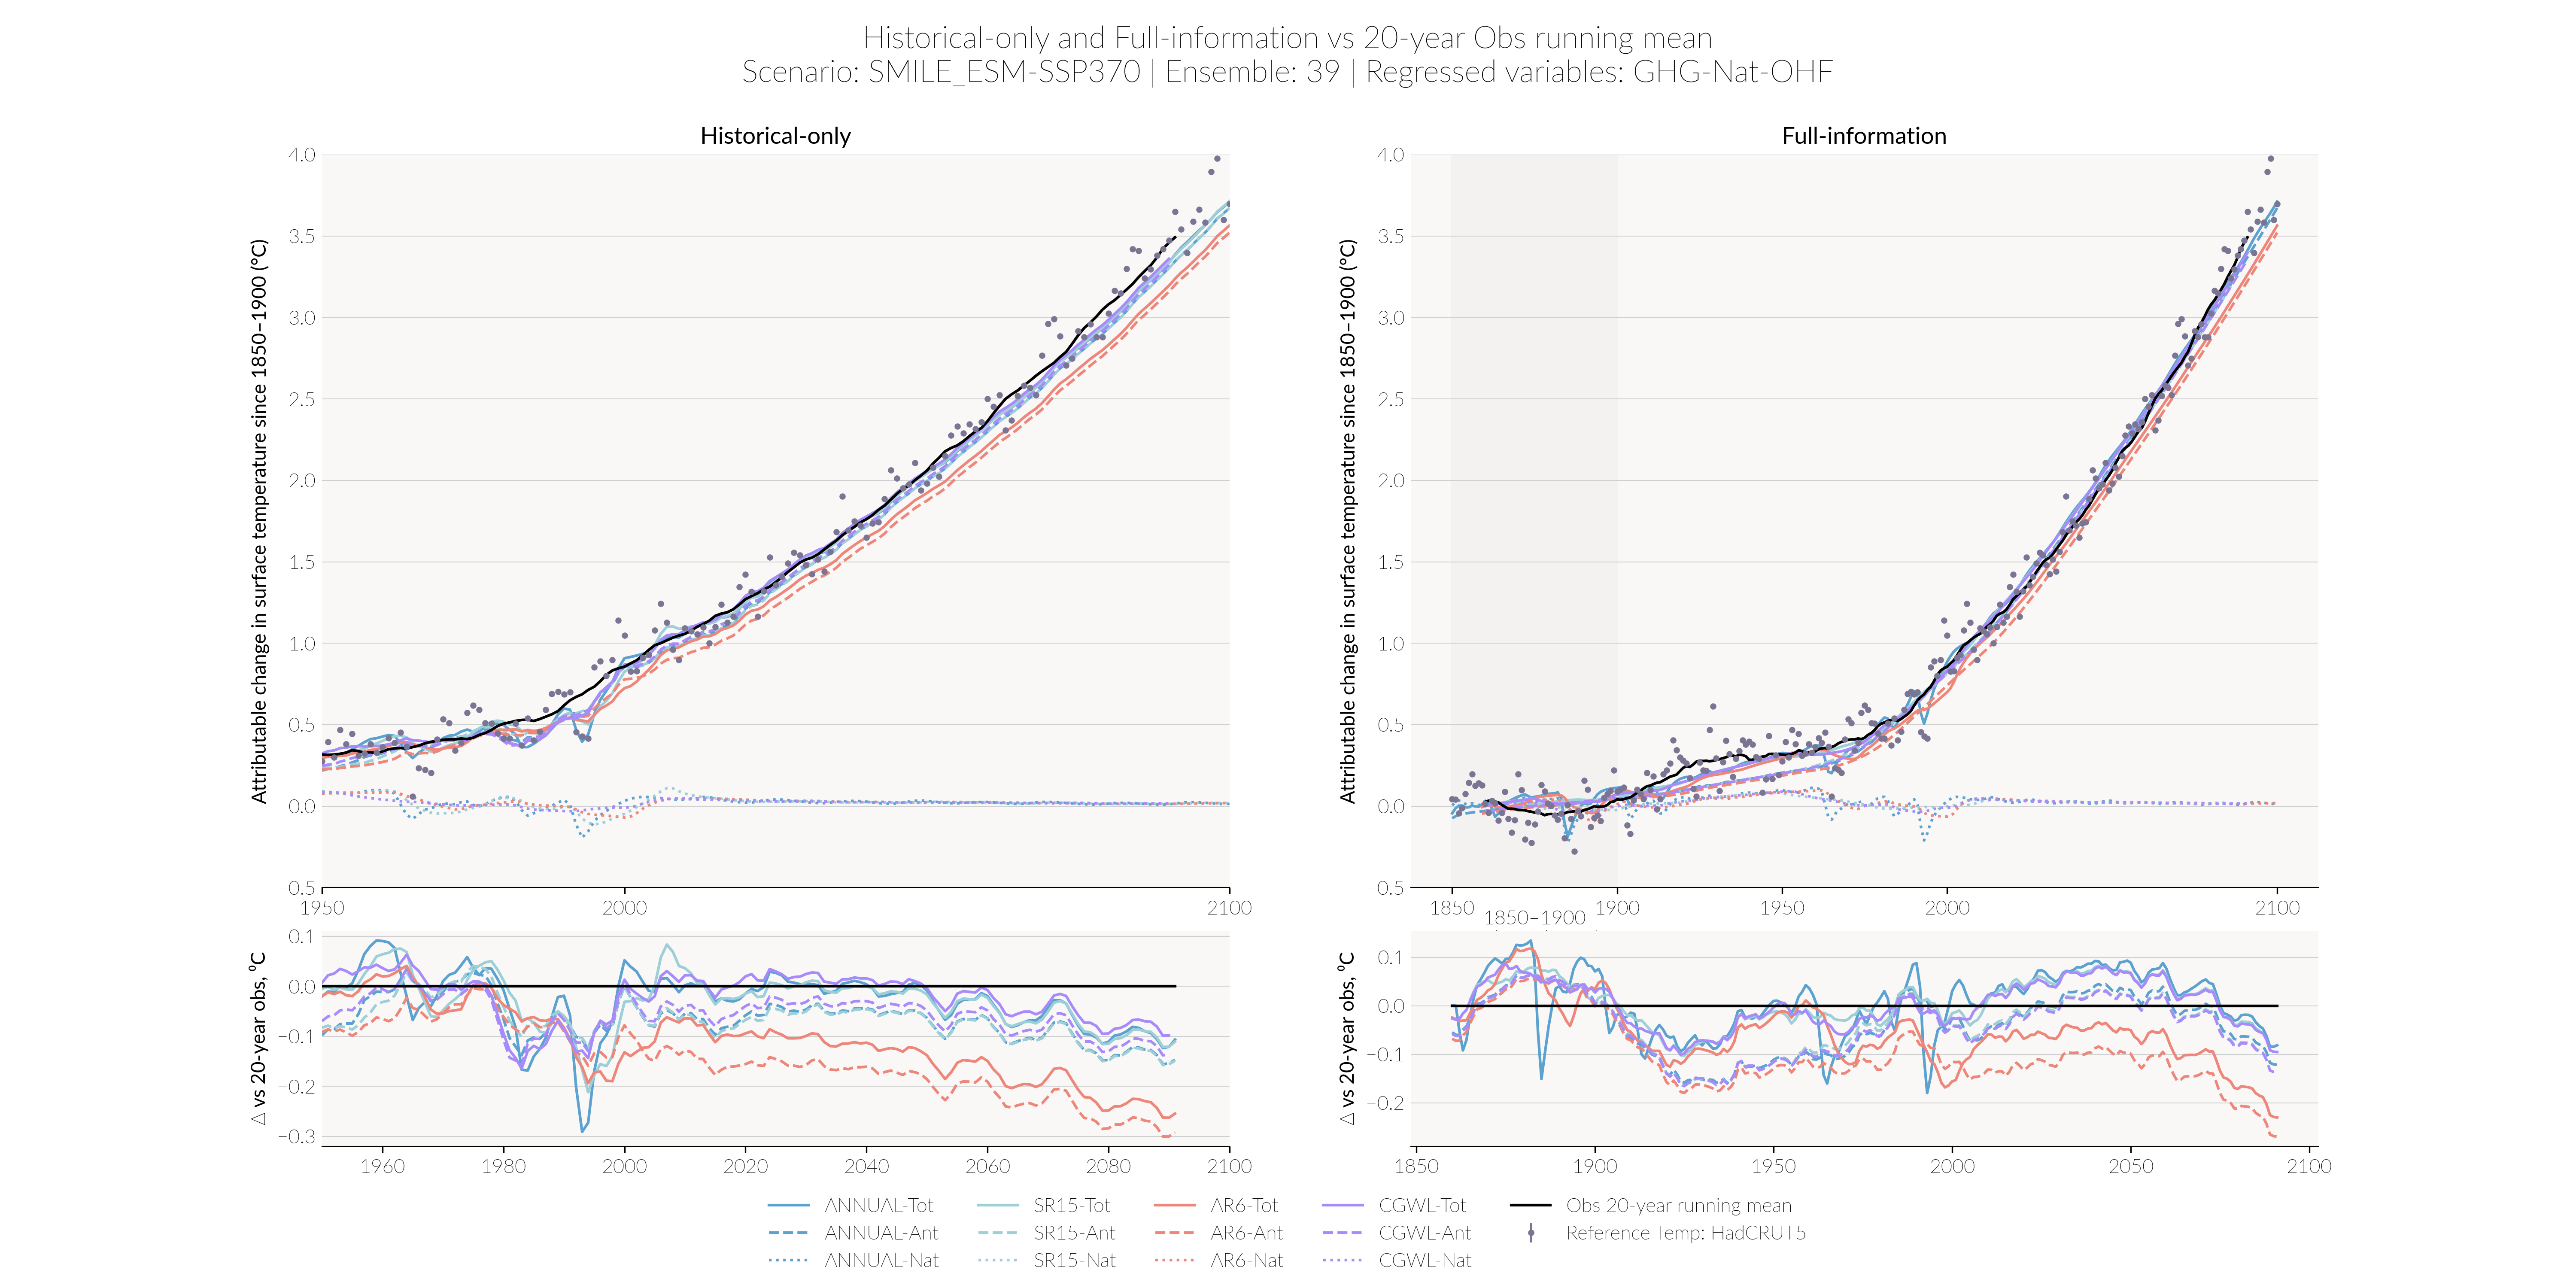 Historical-only and Full-information vs 20-year Obs running mean
Scenario: SMILE_ESM-SSP370 | Ensemble: 39 | Regressed variables: GHG-Nat-OHF
Historical-only
Attributable change in surface temperature since 1850–1900 (°C)
4.0
3.5
3.0
2.5
2.0
1.5
1.0
0.5
0.0
−0.5
1950 2000 2100
△ vs 20-year obs, °C
0.1
0.0
−0.1
−0.2
−0.3
1960 1980 2000 2020 2040 2060 2080 2100
Full-information
Attributable change in surface temperature since 1850–1900 (°C)
4.0
3.5
3.0
2.5
2.0
1.5
1.0
0.5
0.0
−0.5
1850 1900 1950 2000 2100
1850–1900
△ vs 20-year obs, °C
0.1
0.0
−0.1
−0.2
1850 1900 1950 2000 2050 2100
ANNUAL-Tot SR15-Tot AR6-Tot CGWL-Tot Obs 20-year running mean
ANNUAL-Ant SR15-Ant AR6-Ant CGWL-Ant Reference Temp: HadCRUT5
ANNUAL-Nat SR15-Nat AR6-Nat CGWL-Nat